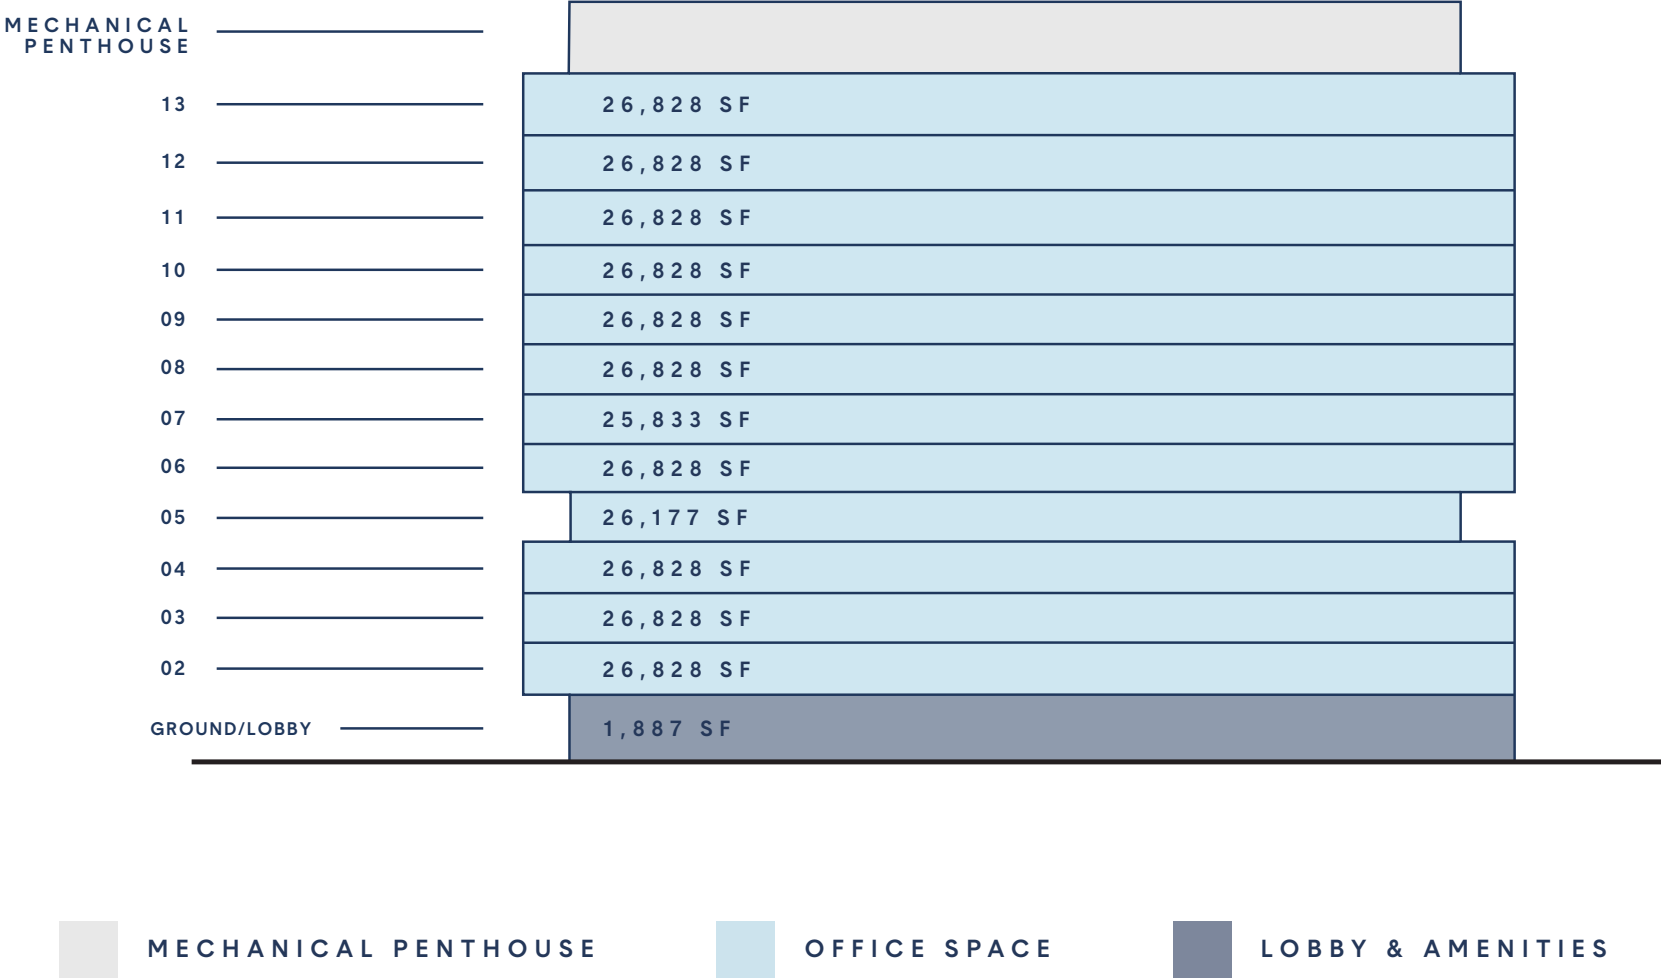 MECHANICAL
PENTHOUSE
13 26,828 SF
12 26,828 SF
11 26,828 SF
10 26,828 SF
09 26,828 SF
08 26,828 SF
07 25,833 SF
06 26,828 SF
05 26,177 SF
04 26,828 SF
03 26,828 SF
02 26,828 SF
GROUND/LOBBY 1,887 SF
MECHANICAL PENTHOUSE OFFICE SPACE LOBBY & AMENITIES